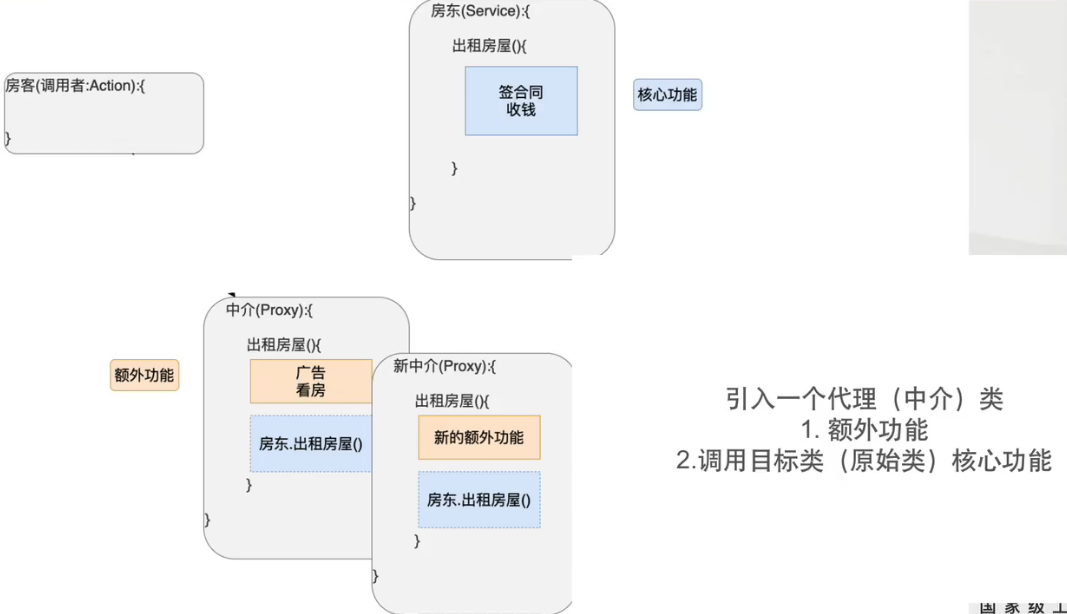 房东(Service):{
出租房屋(){
签合同
收钱
}
}
核心功能
房客(调用者:Action):{
}
中介(Proxy):{
出租房屋(){
广告
看房
房东.出租房屋()
}
}
额外功能
新中介(Proxy):{
出租房屋(){
新的额外功能
房东.出租房屋()
}
}
引入一个代理（中介）类
1. 额外功能
2.调用目标类（原始类）核心功能
国家级